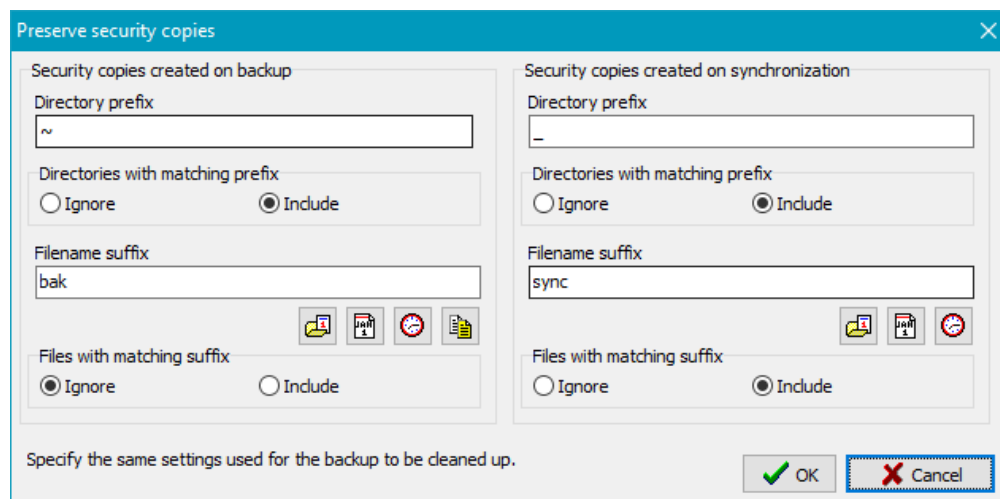 Preserve security copies
Security copies created on backup
Directory prefix
~
Directories with matching prefix
Ignore Include
Filename suffix
bak
Files with matching suffix
Ignore Include
Security copies created on synchronization
Directory prefix
_
Directories with matching prefix
Ignore Include
Filename suffix
sync
Files with matching suffix
Ignore Include
Specify the same settings used for the backup to be cleaned up.
OK Cancel